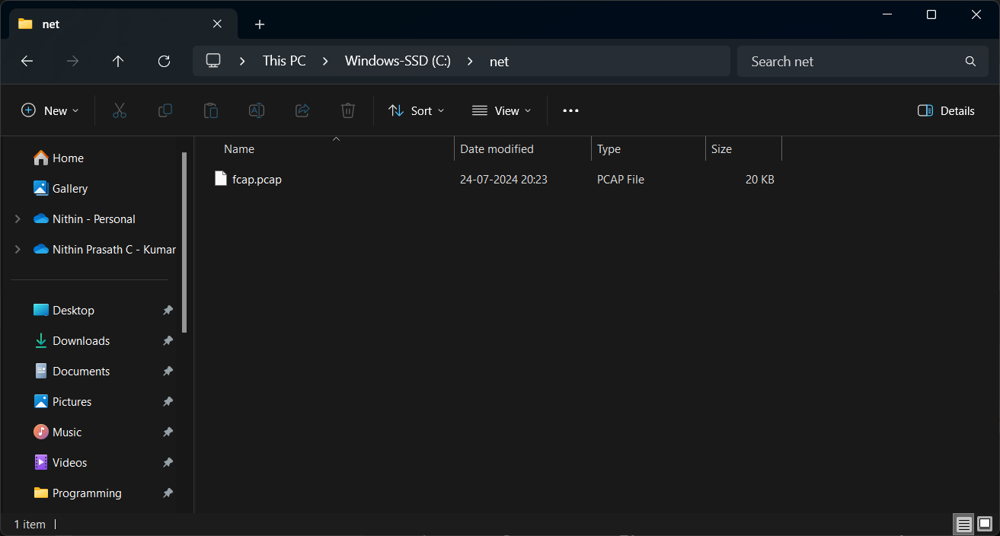 net
This PC > Windows-SSD (C:) > net
Search net
New
Sort
View
Details
Name Date modified Type Size
fcap.pcap 24-07-2024 20:23 PCAP File 20 KB
Home
Gallery
Nithin - Personal
Nithin Prasath C - Kumar
Desktop
Downloads
Documents
Pictures
Music
Videos
Programming
1 item